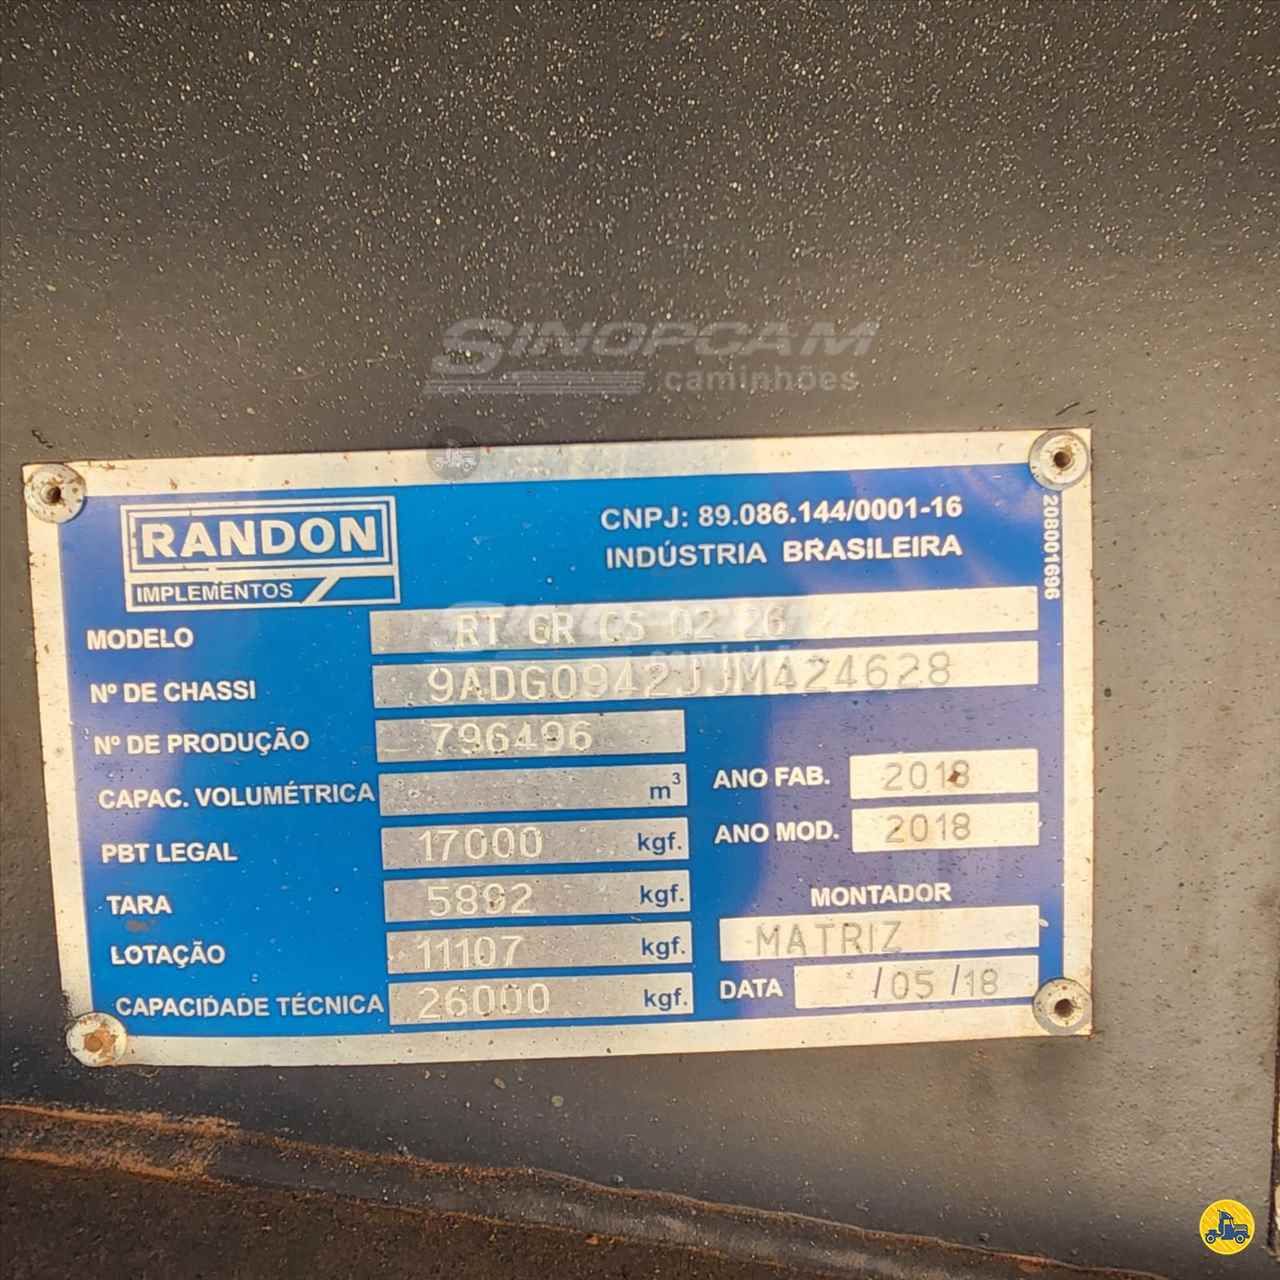 SINOPCAM
caminhões
RANDON
IMPLEMENTOS
CNPJ: 89.086.144/0001-16
INDÚSTRIA BRASILEIRA
208001696
MODELO RT GR CS 02 26
Nº DE CHASSI 9ADG0942JJM424628
Nº DE PRODUÇÃO 796496
CAPAC. VOLUMÉTRICA m³
ANO FAB. 2018
PBT LEGAL 17000 kgf.
ANO MOD. 2018
TARA 5892 kgf.
MONTADOR
MATRIZ
LOTAÇÃO 11107 kgf.
CAPACIDADE TÉCNICA 26000 kgf.
DATA /05/18